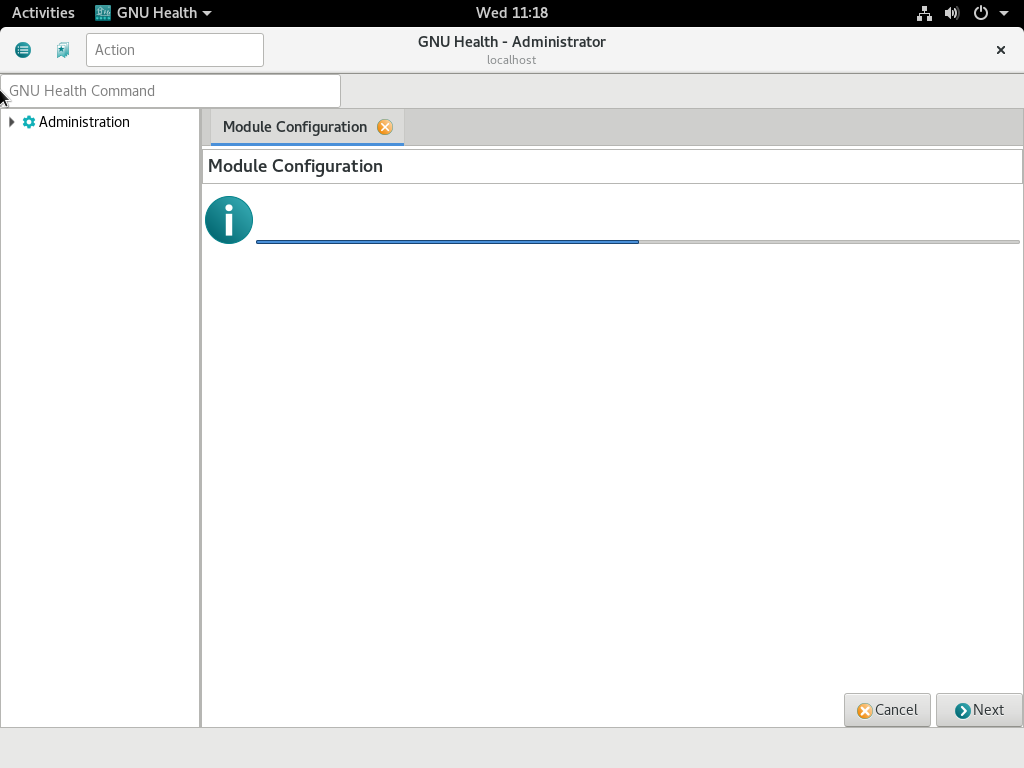 Activities
GNU Health
Wed 11:18
Action
GNU Health - Administrator
localhost
GNU Health Command
Administration
Module Configuration
Module Configuration
Cancel
Next